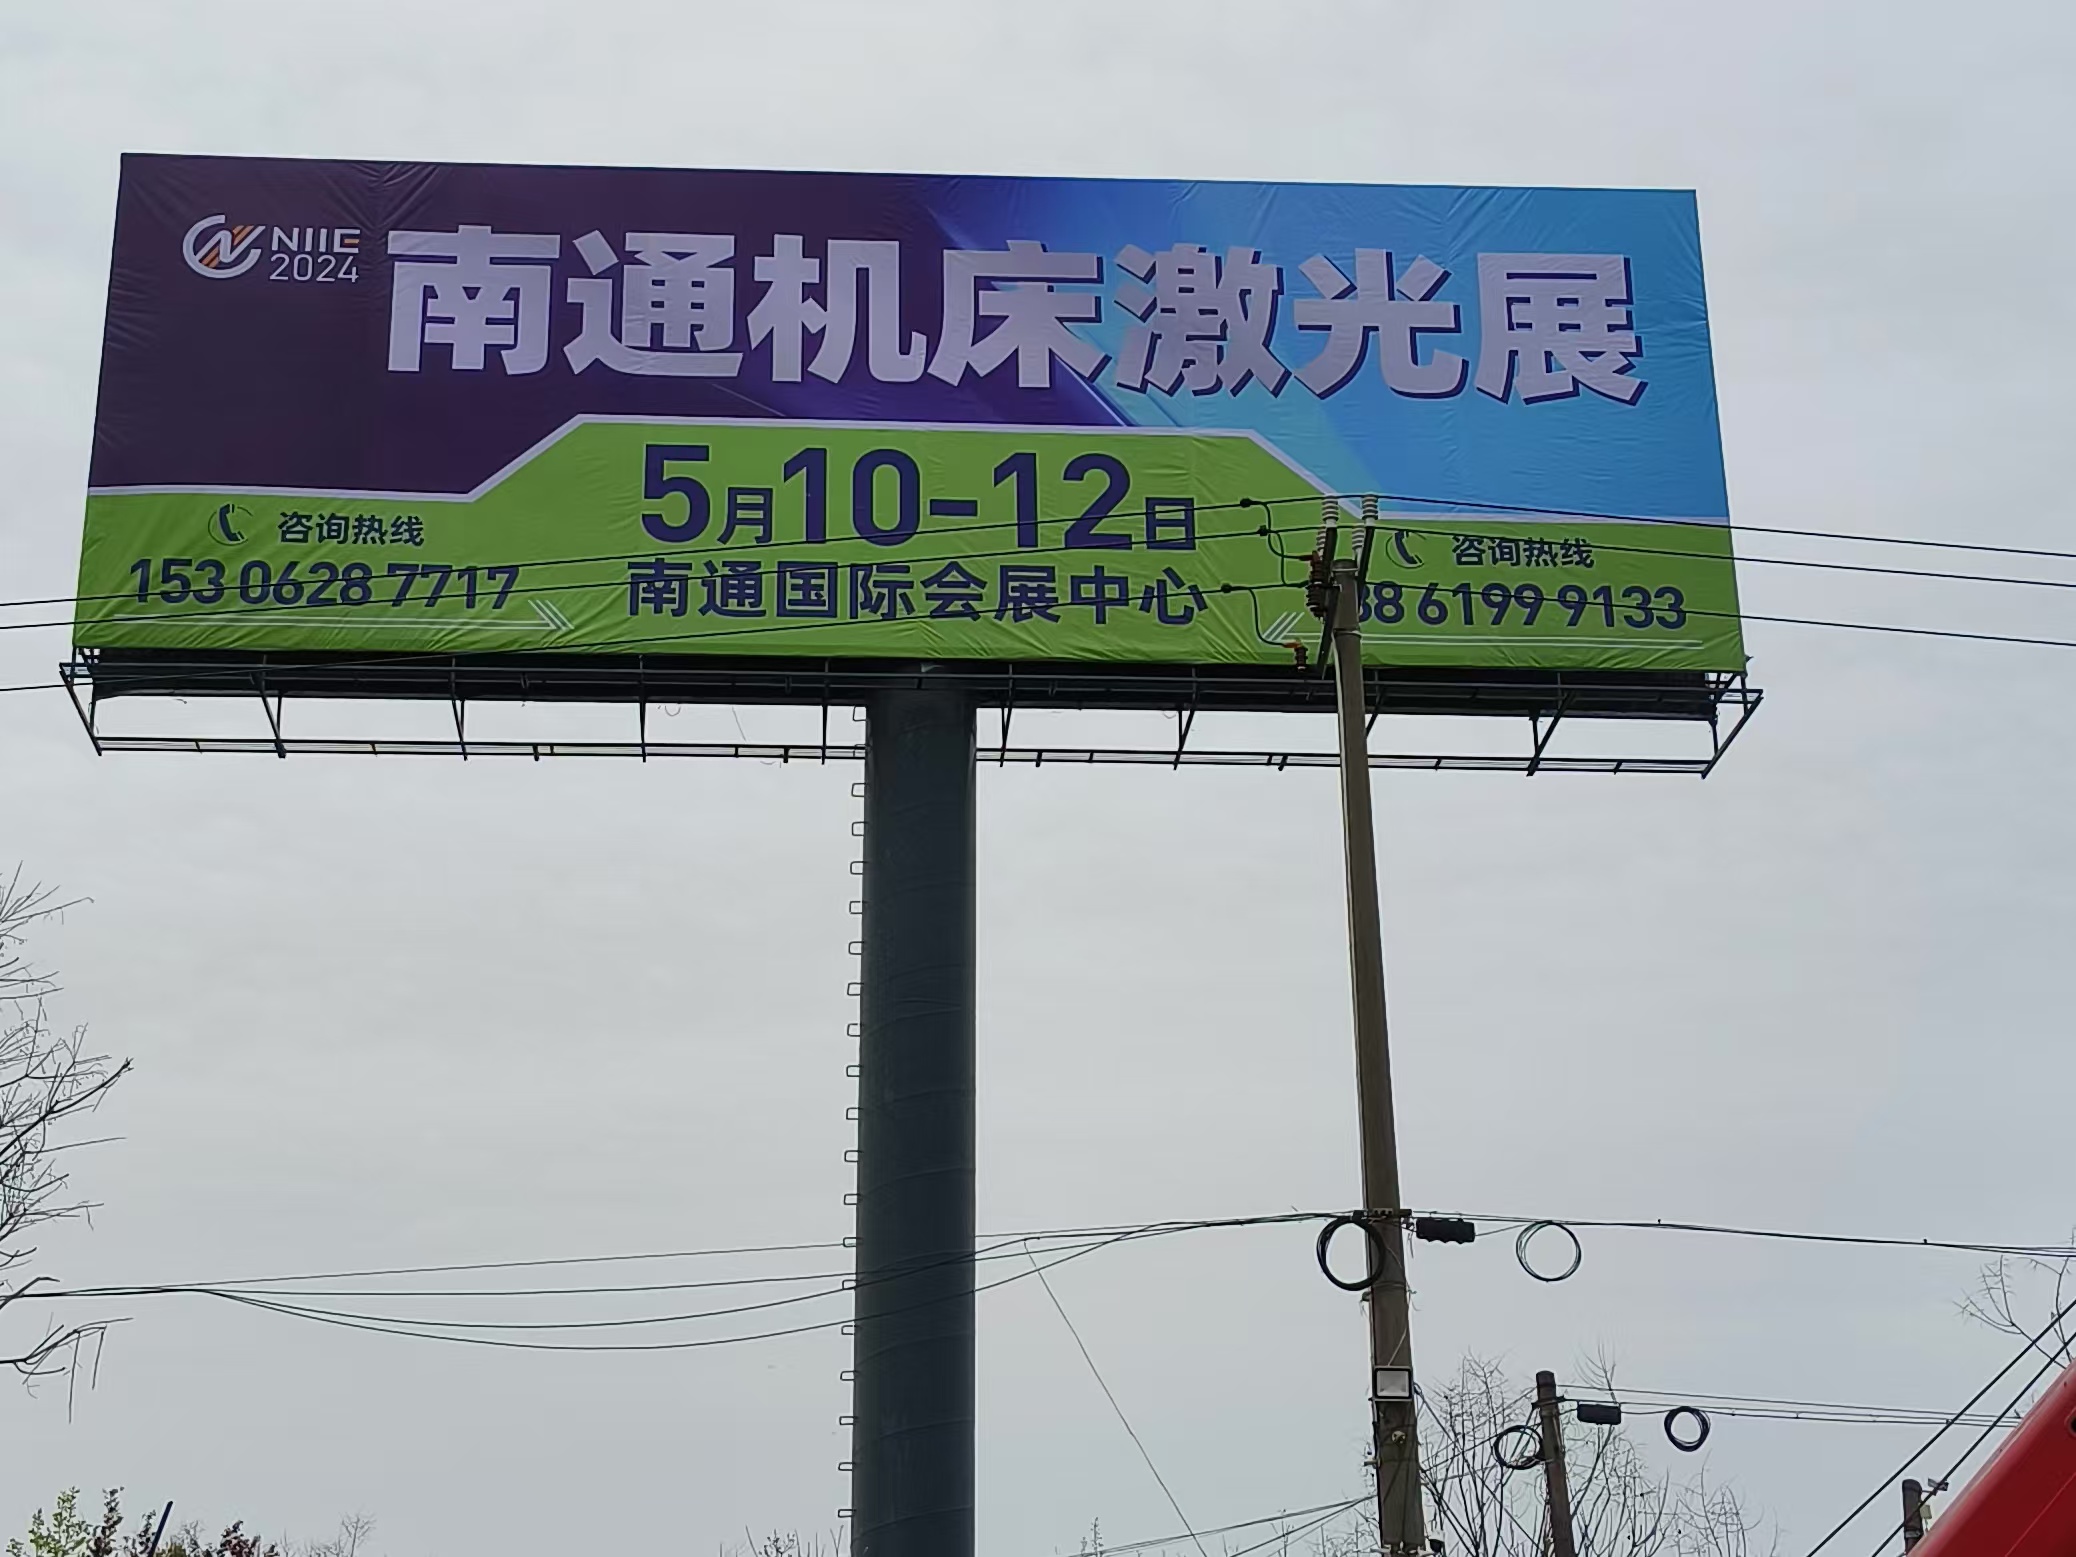 NIIE
2024
南通机床激光展
5月10-12日
南通国际会展中心
咨询热线
153 0628 7717
咨询热线
38 6199 9133